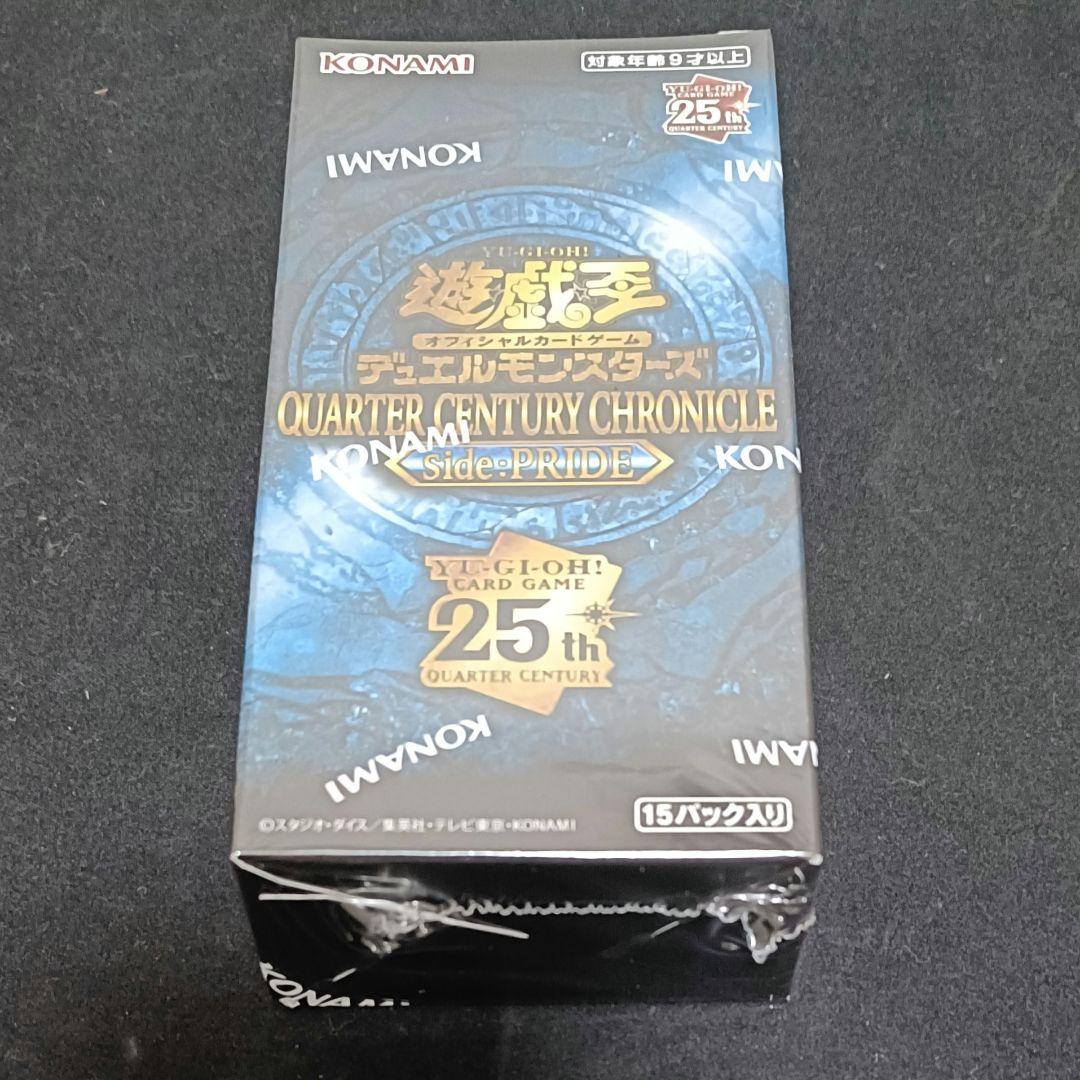 KONAMI
対象年齢9才以上
YU-GI-OH!
CARD GAME
25th
QUARTER CENTURY
KONAMI
KONAMI
YU-GI-OH!
遊戯王
オフィシャルカードゲーム
デュエルモンスターズ
QUARTER CENTURY CHRONICLE
KONAMI
side:PRIDE
KON
YU-GI-OH!
CARD GAME
25th
QUARTER CENTURY
KONAMI
KONAMI
15パック入り
©スタジオ・ダイス/集英社・テレビ東京・KONAMI
KONAMI